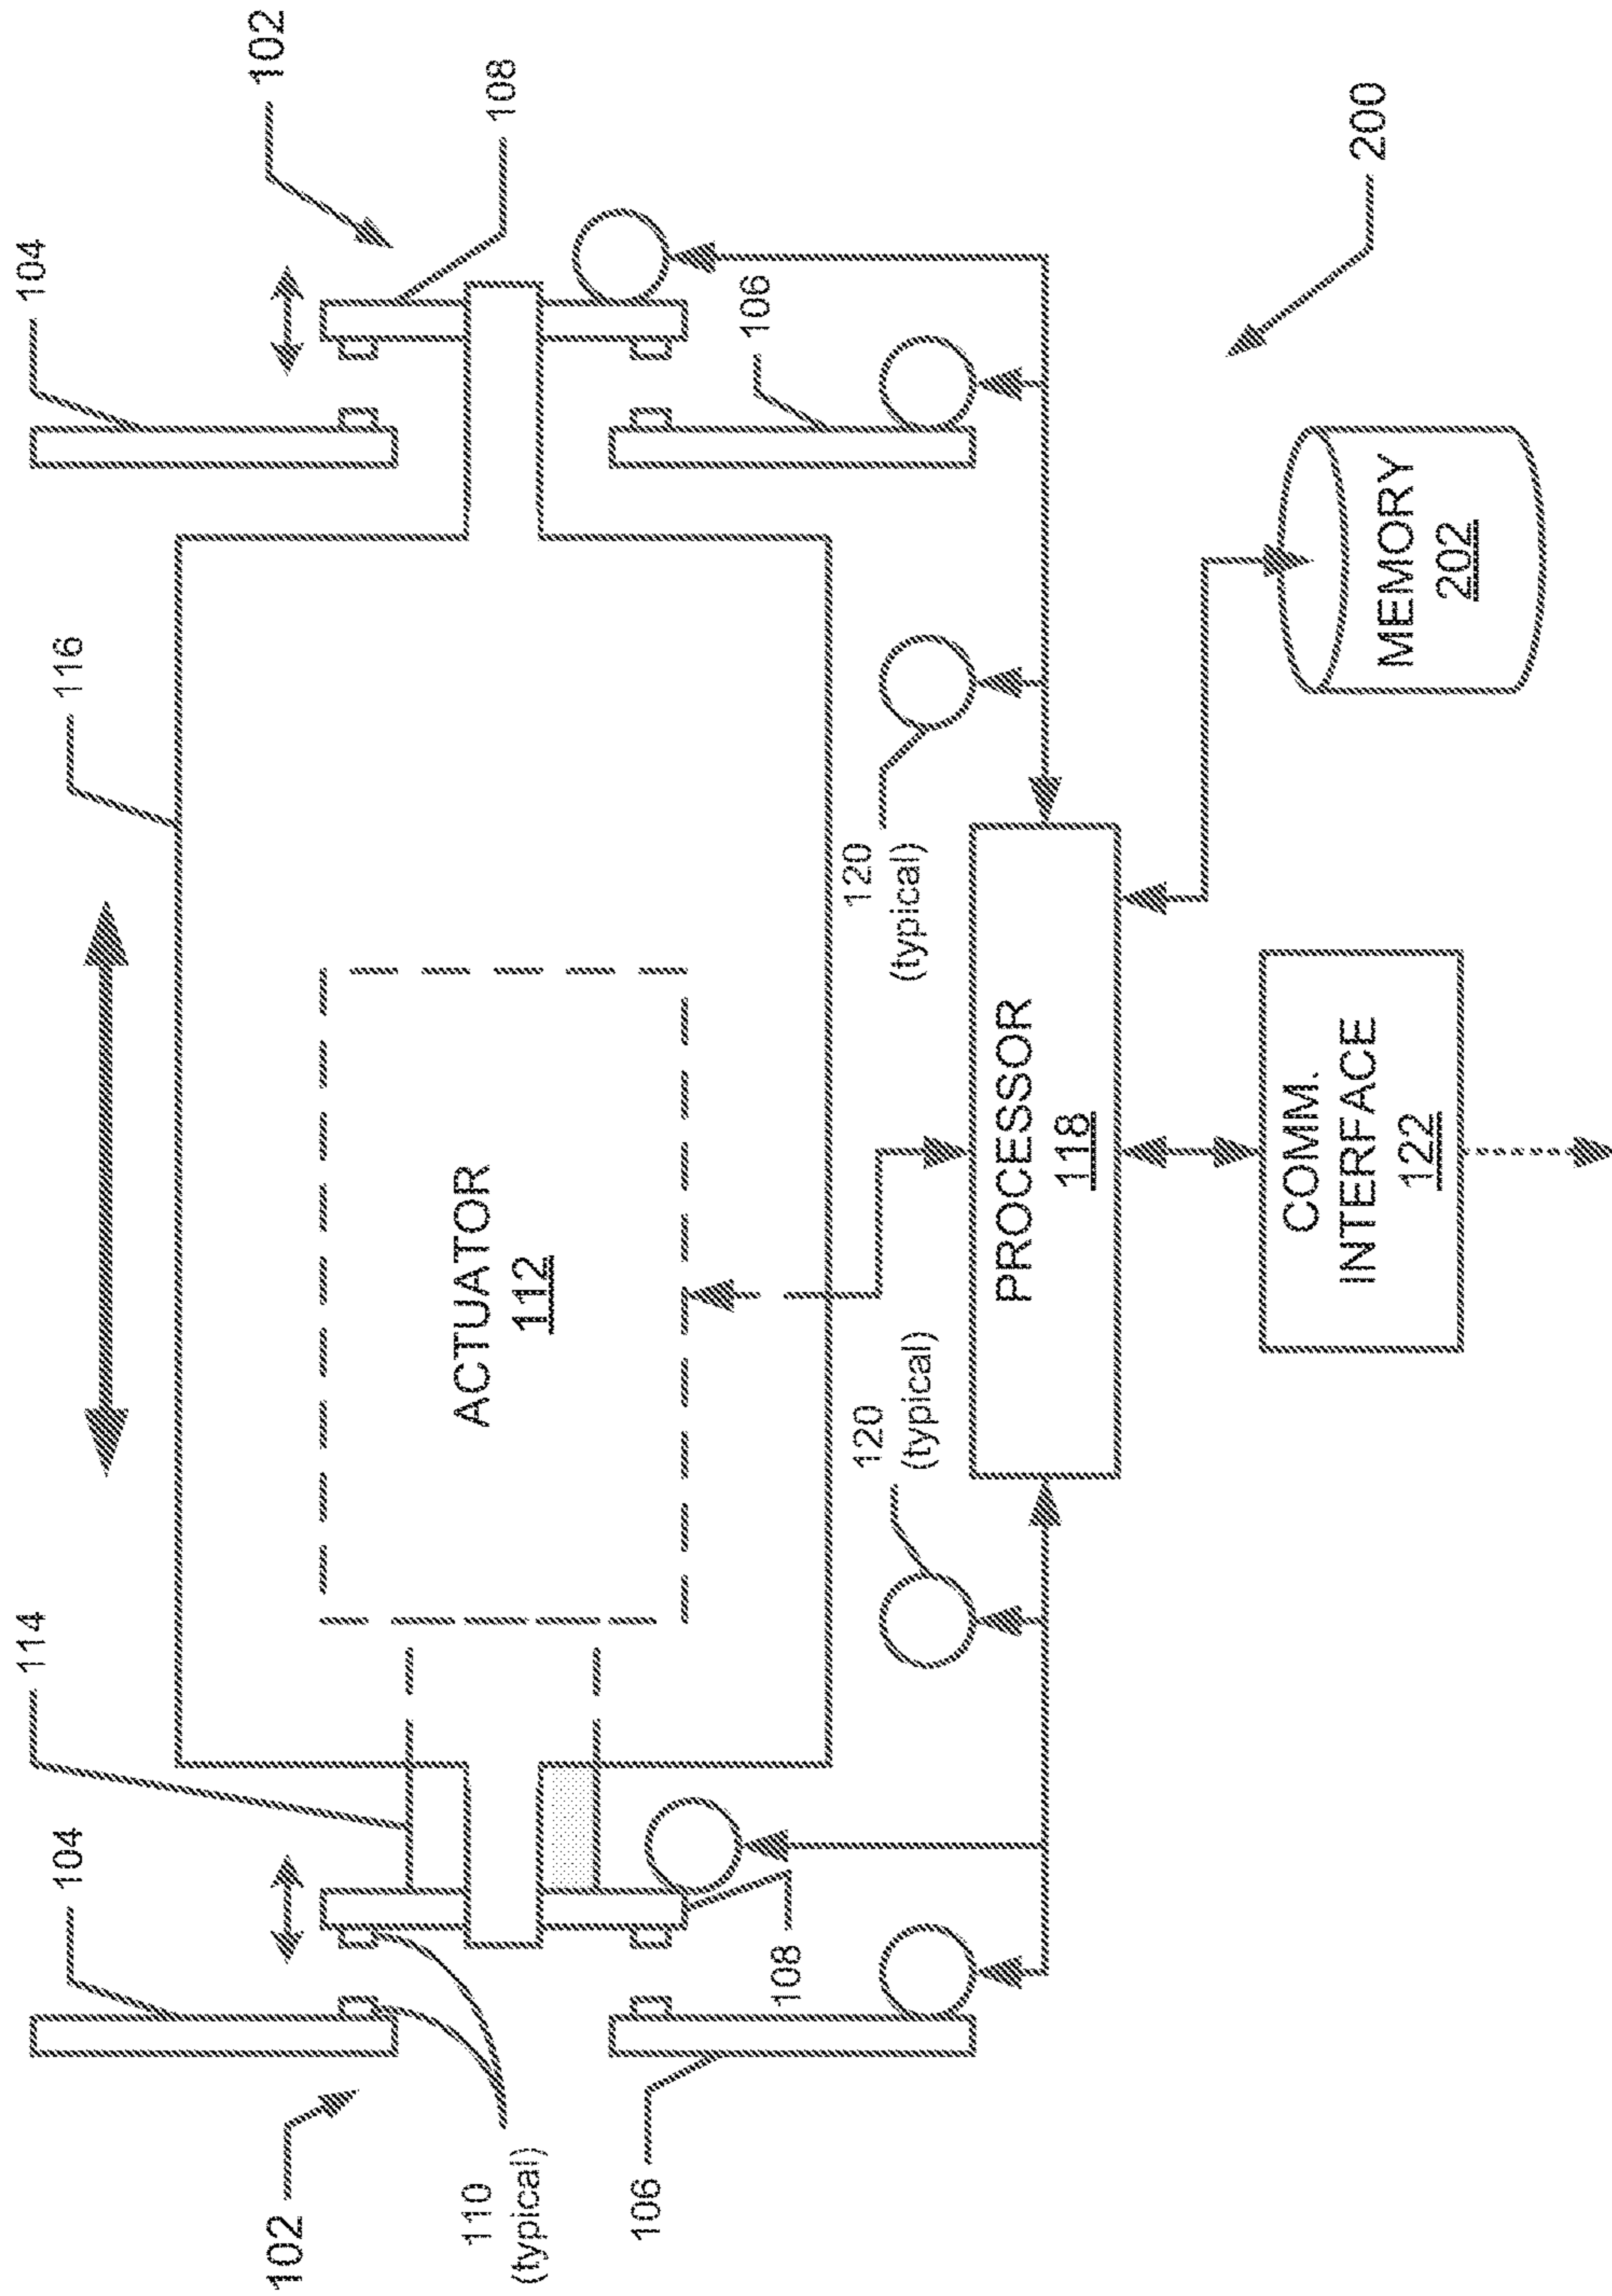 104
116
114
104
102
108
102
110
(typical)
106
108
106
ACTUATOR
112
120
(typical)
120
(typical)
PROCESSOR
118
COMM.
INTERFACE
122
MEMORY
202
200